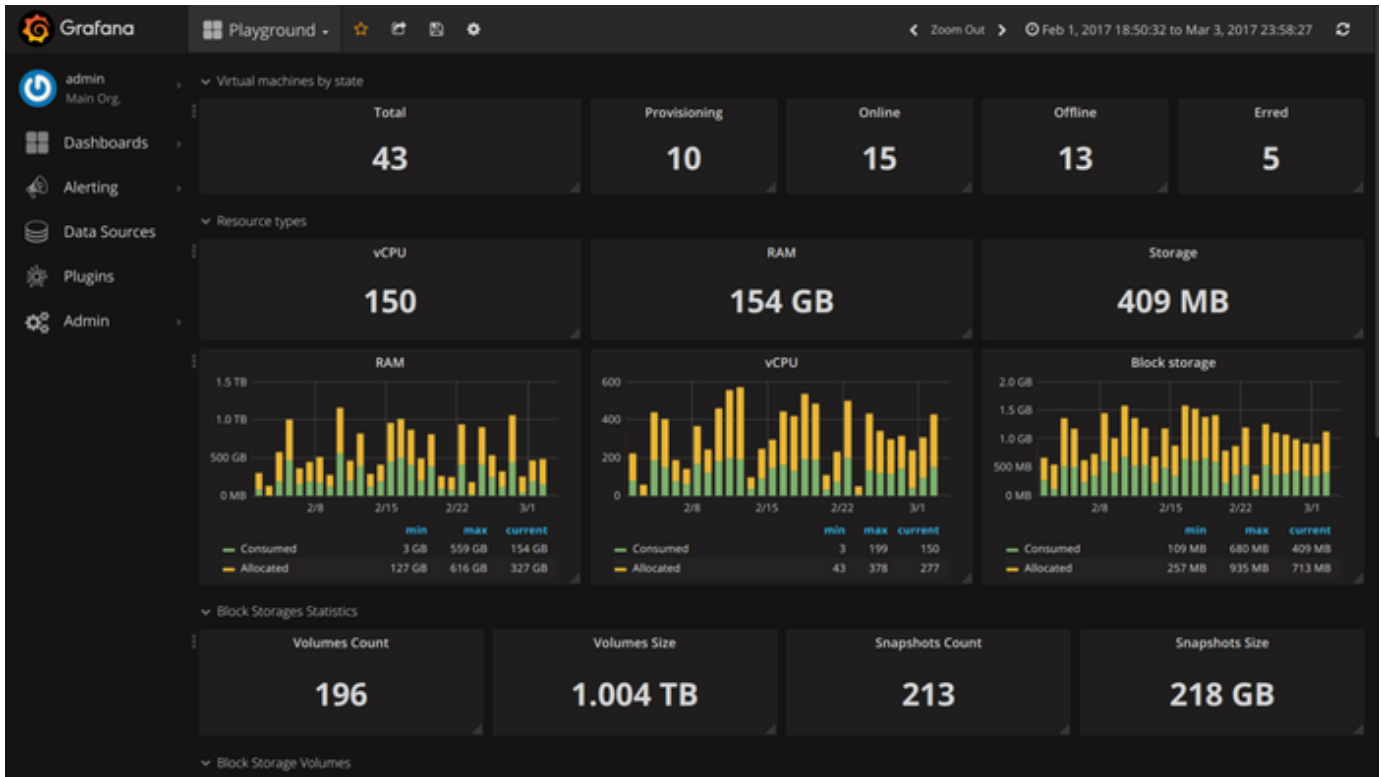 Grafana
Playground
Zoom Out
Feb 1, 2017 18:50:32 to Mar 3, 2017 23:58:27
admin
Main Org.
Dashboards
Alerting
Data Sources
Plugins
Admin
Virtual machines by state
Total
43
Provisioning
10
Online
15
Offline
13
Erred
5
Resource types
vCPU
150
RAM
154 GB
Storage
409 MB
RAM
1.5 TB
1.0 TB
500 GB
0 MB
2/8 2/15 2/22 3/1
min max current
Consumed 3 GB 559 GB 154 GB
Allocated 127 GB 616 GB 327 GB
vCPU
600
400
200
0
2/8 2/15 2/22 3/1
min max current
Consumed 3 199 150
Allocated 43 378 277
Block storage
2.0 GB
1.5 GB
1.0 GB
500 MB
0 MB
2/8 2/15 2/22 3/1
min max current
Consumed 109 MB 680 MB 409 MB
Allocated 257 MB 935 MB 713 MB
Block Storages Statistics
Volumes Count
196
Volumes Size
1.004 TB
Snapshots Count
213
Snapshots Size
218 GB
Block Storage Volumes